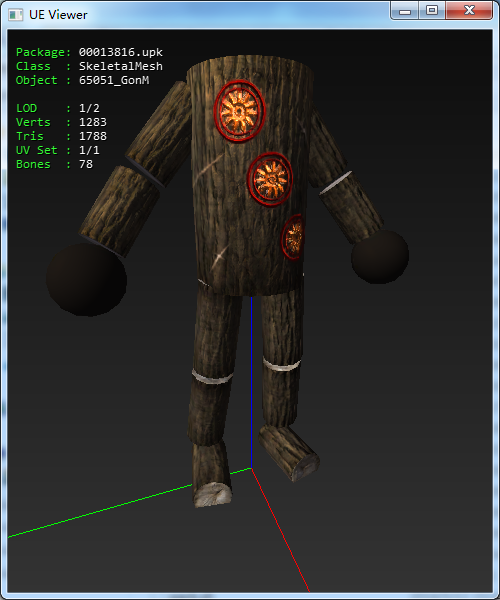 UE Viewer
Package: 00013816.upk
Class  : SkeletalMesh
Object : 65051_GonM
LOD    : 1/2
Verts  : 1283
Tris   : 1788
UV Set : 1/1
Bones  : 78